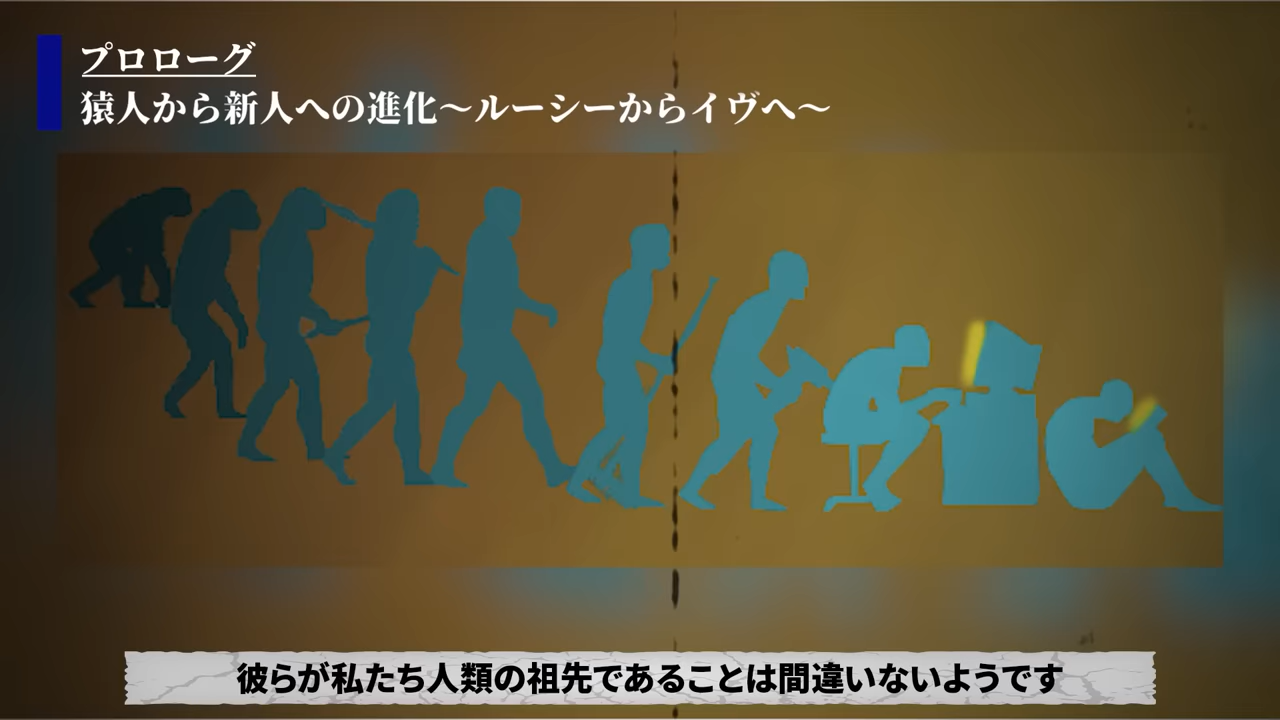 プロローグ
猿人から新人への進化～ルーシーからイヴへ～
彼らが私たち人類の祖先であることは間違いないようです